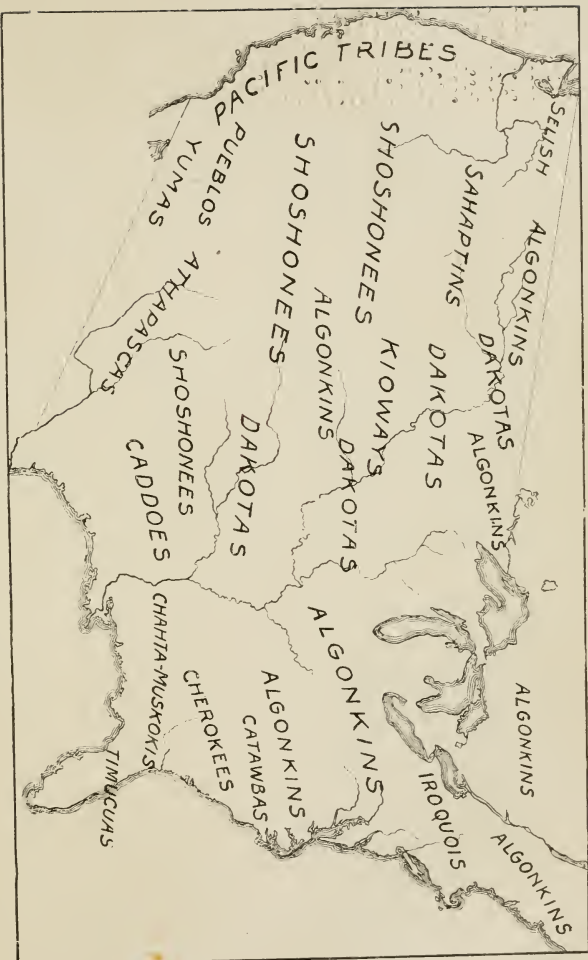 PACIFIC TRIBES
SELISH
SAHAPTINS
ALGONKINS
DAKOTAS
ALGONKINS
SHOSHONEES
KIOWAYS
DAKOTAS
SHOSHONEES
ALGONKINS
DAKOTAS
PUEBLOS
YUMAS
ATHAPASCAS
SHOSHONEES
CADDOES
DAKOTAS
ALGONKINS
ALGONKINS
IROQUOIS
ALGONKINS
ALGONKINS
CATAWBAS
CHEROKEES
CHAHTA-MUSKOKIS
TIMUCUAS